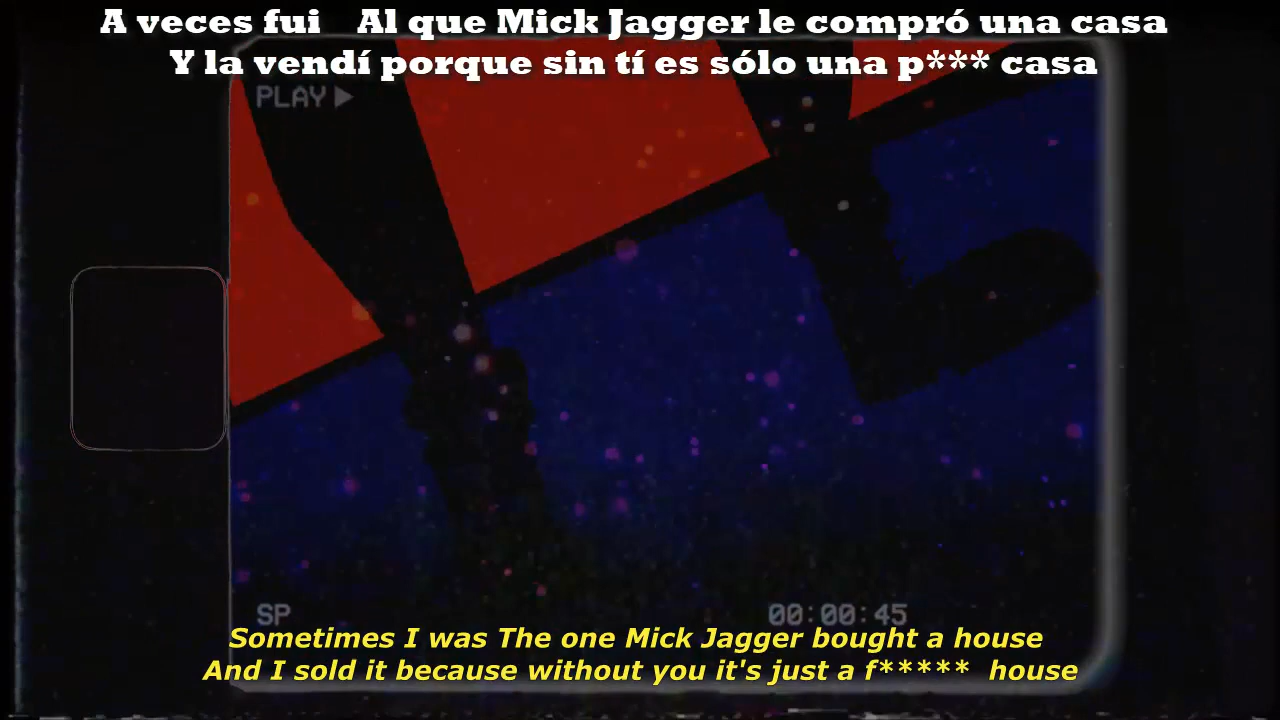 A veces fui Al que Mick Jagger le compró una casa
Y la vendí porque sin tí es sólo una p*** casa
PLAY
SP
00:00:45
Sometimes I was The one Mick Jagger bought a house
And I sold it because without you it's just a f***** house